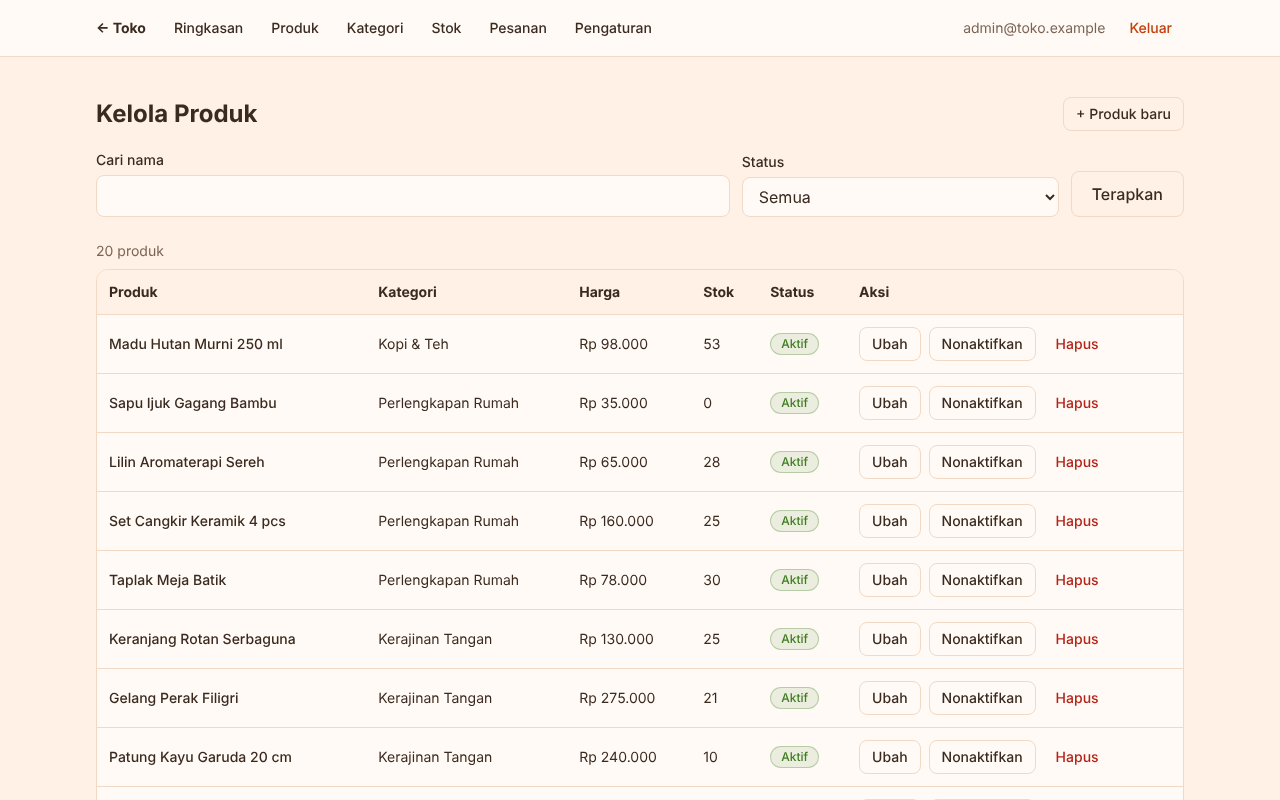 ← Toko Ringkasan Produk Kategori Stok Pesanan Pengaturan admin@toko.example Keluar
Kelola Produk + Produk baru
Cari nama Status
Semua Terapkan
20 produk
Produk Kategori Harga Stok Status Aksi
Madu Hutan Murni 250 ml Kopi & Teh Rp 98.000 53 Aktif Ubah Nonaktifkan Hapus
Sapu Ijuk Gagang Bambu Perlengkapan Rumah Rp 35.000 0 Aktif Ubah Nonaktifkan Hapus
Lilin Aromaterapi Sereh Perlengkapan Rumah Rp 65.000 28 Aktif Ubah Nonaktifkan Hapus
Set Cangkir Keramik 4 pcs Perlengkapan Rumah Rp 160.000 25 Aktif Ubah Nonaktifkan Hapus
Taplak Meja Batik Perlengkapan Rumah Rp 78.000 30 Aktif Ubah Nonaktifkan Hapus
Keranjang Rotan Serbaguna Kerajinan Tangan Rp 130.000 25 Aktif Ubah Nonaktifkan Hapus
Gelang Perak Filigri Kerajinan Tangan Rp 275.000 21 Aktif Ubah Nonaktifkan Hapus
Patung Kayu Garuda 20 cm Kerajinan Tangan Rp 240.000 10 Aktif Ubah Nonaktifkan Hapus